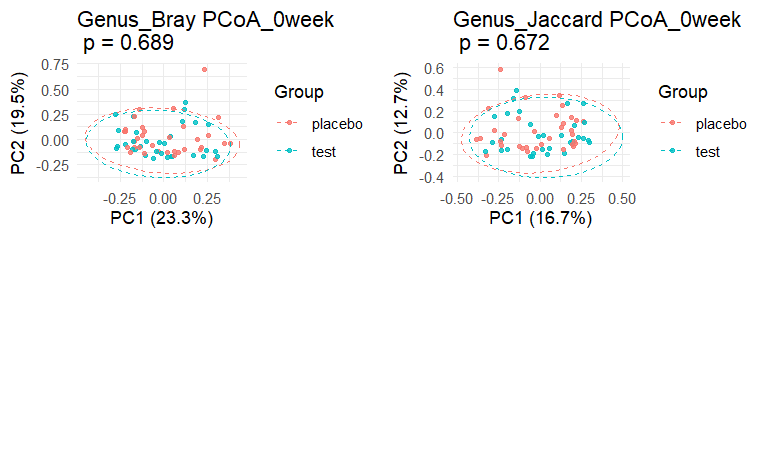 Genus_Bray PCoA_0week
p = 0.689
PC2 (19.5%)
0.75
0.50
0.25
0.00
-0.25
-0.25 0.00 0.25
PC1 (23.3%)
Group
placebo
test
Genus_Jaccard PCoA_0week
p = 0.672
PC2 (12.7%)
0.6
0.4
0.2
0.0
-0.2
-0.4
-0.50 -0.25 0.00 0.25 0.50
PC1 (16.7%)
Group
placebo
test